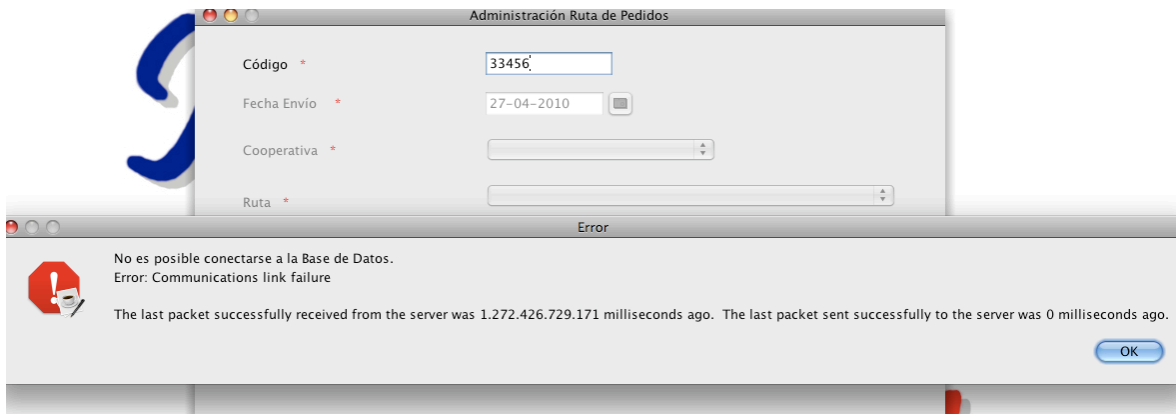 Administración Ruta de Pedidos
Código *
33456
Fecha Envío *
27-04-2010
Cooperativa *
Ruta *
Error
No es posible conectarse a la Base de Datos.
Error: Communications link failure
The last packet successfully received from the server was 1.272.426.729.171 milliseconds ago.  The last packet sent successfully to the server was 0 milliseconds ago.
OK